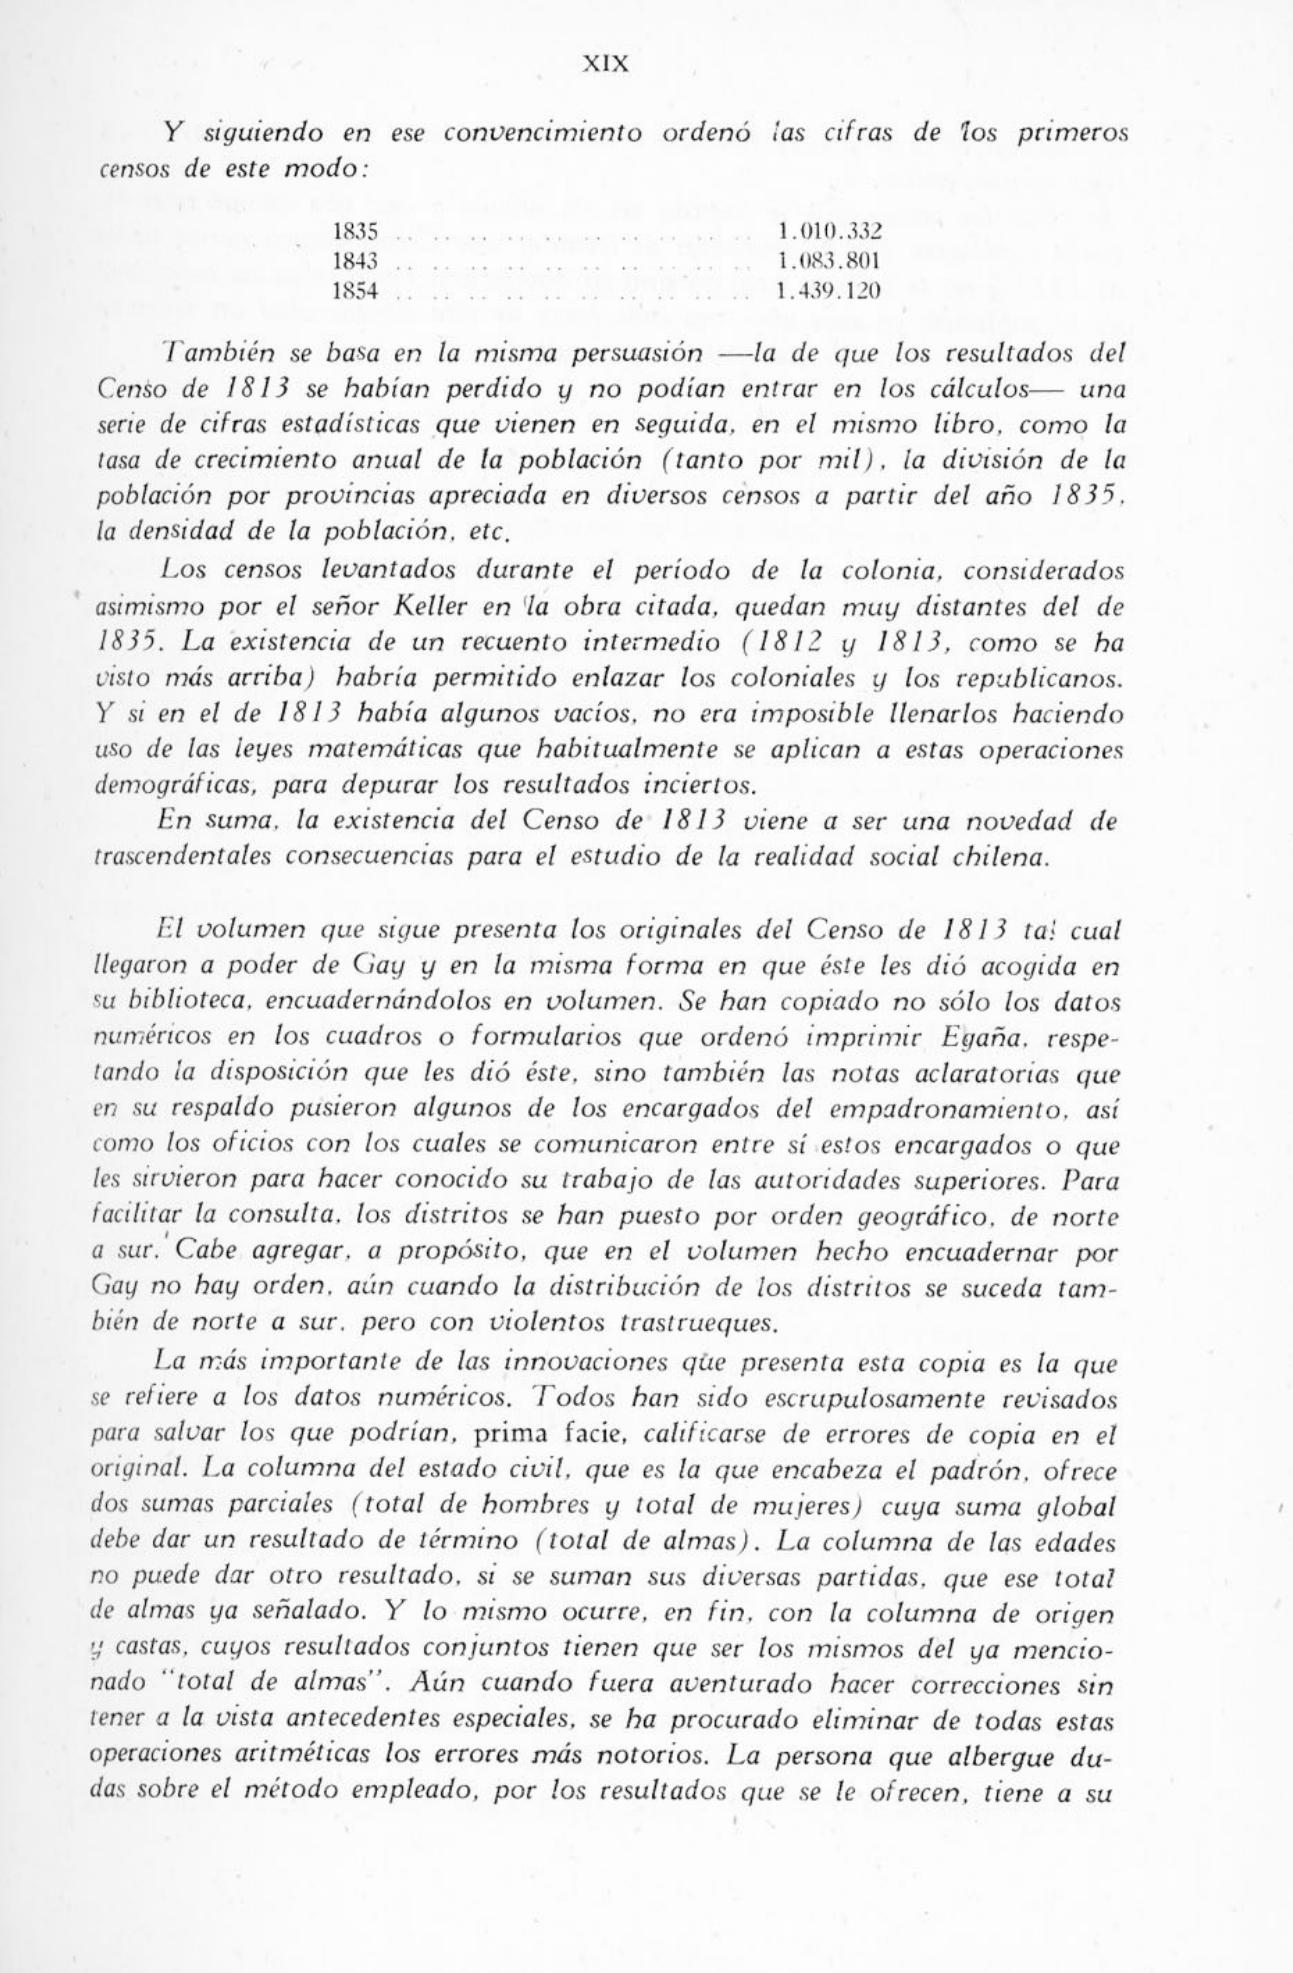 XIX
Y siguiendo en ese convencimiento ordenó las cifras de los primeros
censos de este modo:
1835 .. .. .. .. .. .. .. .. .. .. 1.010.332
1843 .. .. .. .. .. .. .. .. .. .. 1.083.801
1854 .. .. .. .. .. .. .. .. .. .. 1.439.120
También se basa en la misma persuasión —la de que los resultados del
Censo de 1813 se habían perdido y no podían entrar en los cálculos— una
serie de cifras estadísticas que vienen en seguida, en el mismo libro, como la
tasa de crecimiento anual de la población (tanto por mil), la división de la
población por provincias apreciada en diversos censos a partir del año 1835,
la densidad de la población, etc.
Los censos levantados durante el período de la colonia, considerados
asimismo por el señor Keller en la obra citada, quedan muy distantes del de
1835. La existencia de un recuento intermedio (1812 y 1813, como se ha
visto más arriba) habría permitido enlazar los coloniales y los republicanos.
Y si en el de 1813 había algunos vacíos, no era imposible llenarlos haciendo
uso de las leyes matemáticas que habitualmente se aplican a estas operaciones
demográficas, para depurar los resultados inciertos.
En suma, la existencia del Censo de 1813 viene a ser una novedad de
trascendentales consecuencias para el estudio de la realidad social chilena.
El volumen que sigue presenta los originales del Censo de 1813 tal cual
llegaron a poder de Gay y en la misma forma en que éste les dió acogida en
su biblioteca, encuadernándolos en volumen. Se han copiado no sólo los datos
numéricos en los cuadros o formularios que ordenó imprimir Egaña, respe-
tando la disposición que les dió éste, sino también las notas aclaratorias que
en su respaldo pusieron algunos de los encargados del empadronamiento, así
como los oficios con los cuales se comunicaron entre sí estos encargados o que
les sirvieron para hacer conocido su trabajo de las autoridades superiores. Para
facilitar la consulta, los distritos se han puesto por orden geográfico, de norte
a sur. Cabe agregar, a propósito, que en el volumen hecho encuadernar por
Gay no hay orden, aún cuando la distribución de los distritos se suceda tam-
bién de norte a sur, pero con violentos trastrueques.
La más importante de las innovaciones que presenta esta copia es la que
se refiere a los datos numéricos. Todos han sido escrupulosamente revisados
para salvar los que podrían, prima facie, calificarse de errores de copia en el
original. La columna del estado civil, que es la que encabeza el padrón, ofrece
dos sumas parciales (total de hombres y total de mujeres) cuya suma global
debe dar un resultado de término (total de almas). La columna de las edades
no puede dar otro resultado, si se suman sus diversas partidas, que ese total
de almas ya señalado. Y lo mismo ocurre, en fin, con la columna de origen
y castas, cuyos resultados conjuntos tienen que ser los mismos del ya mencio-
nado “total de almas”. Aún cuando fuera aventurado hacer correcciones sin
tener a la vista antecedentes especiales, se ha procurado eliminar de todas estas
operaciones aritméticas los errores más notorios. La persona que albergue du-
das sobre el método empleado, por los resultados que se le ofrecen, tiene a su